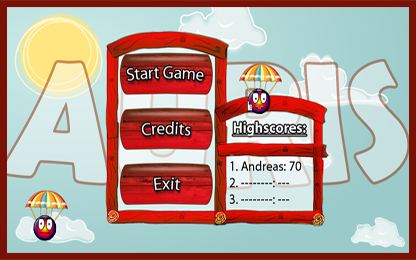 Start Game
Credits
Exit
Highscores:
1. Andreas: 70
2. --------: ---
3. --------: ---